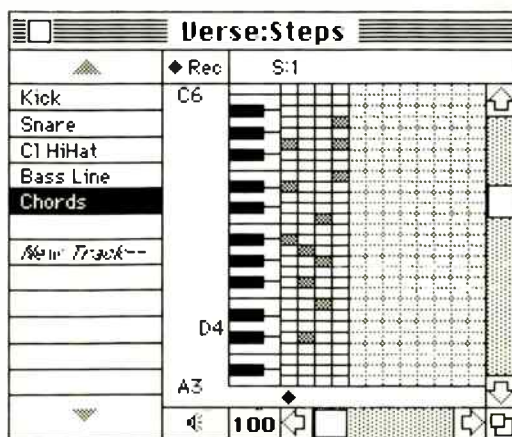 Verse:Steps
◆ Rec S:1
C6
Kick
Snare
Cl HiHat
Bass Line
Chords
New Track--
D4
A3
100